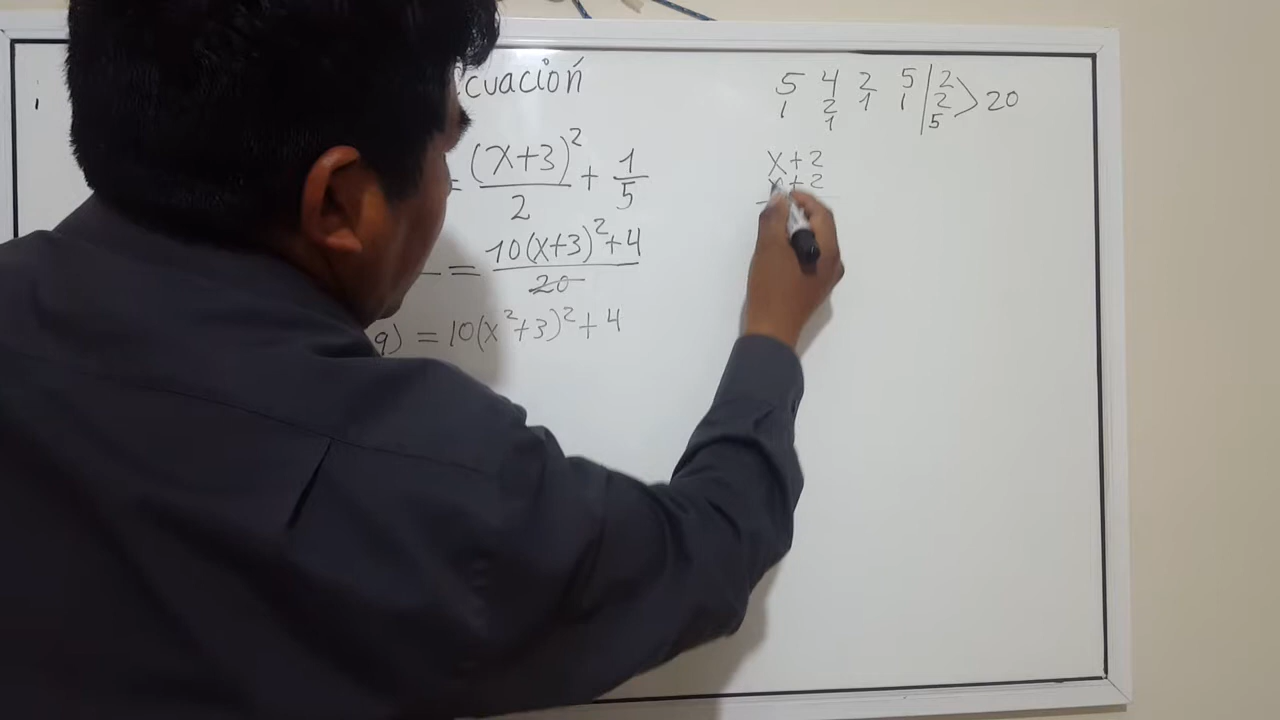 cuación
= (x+3)²/2 + 1/5
= 10(x+3)²+4/20
9) = 10(x²+3)²+4
5 4 2 5 | 2
1 2 1 1 | 2 > 20
1 | 5
x+2
x+2